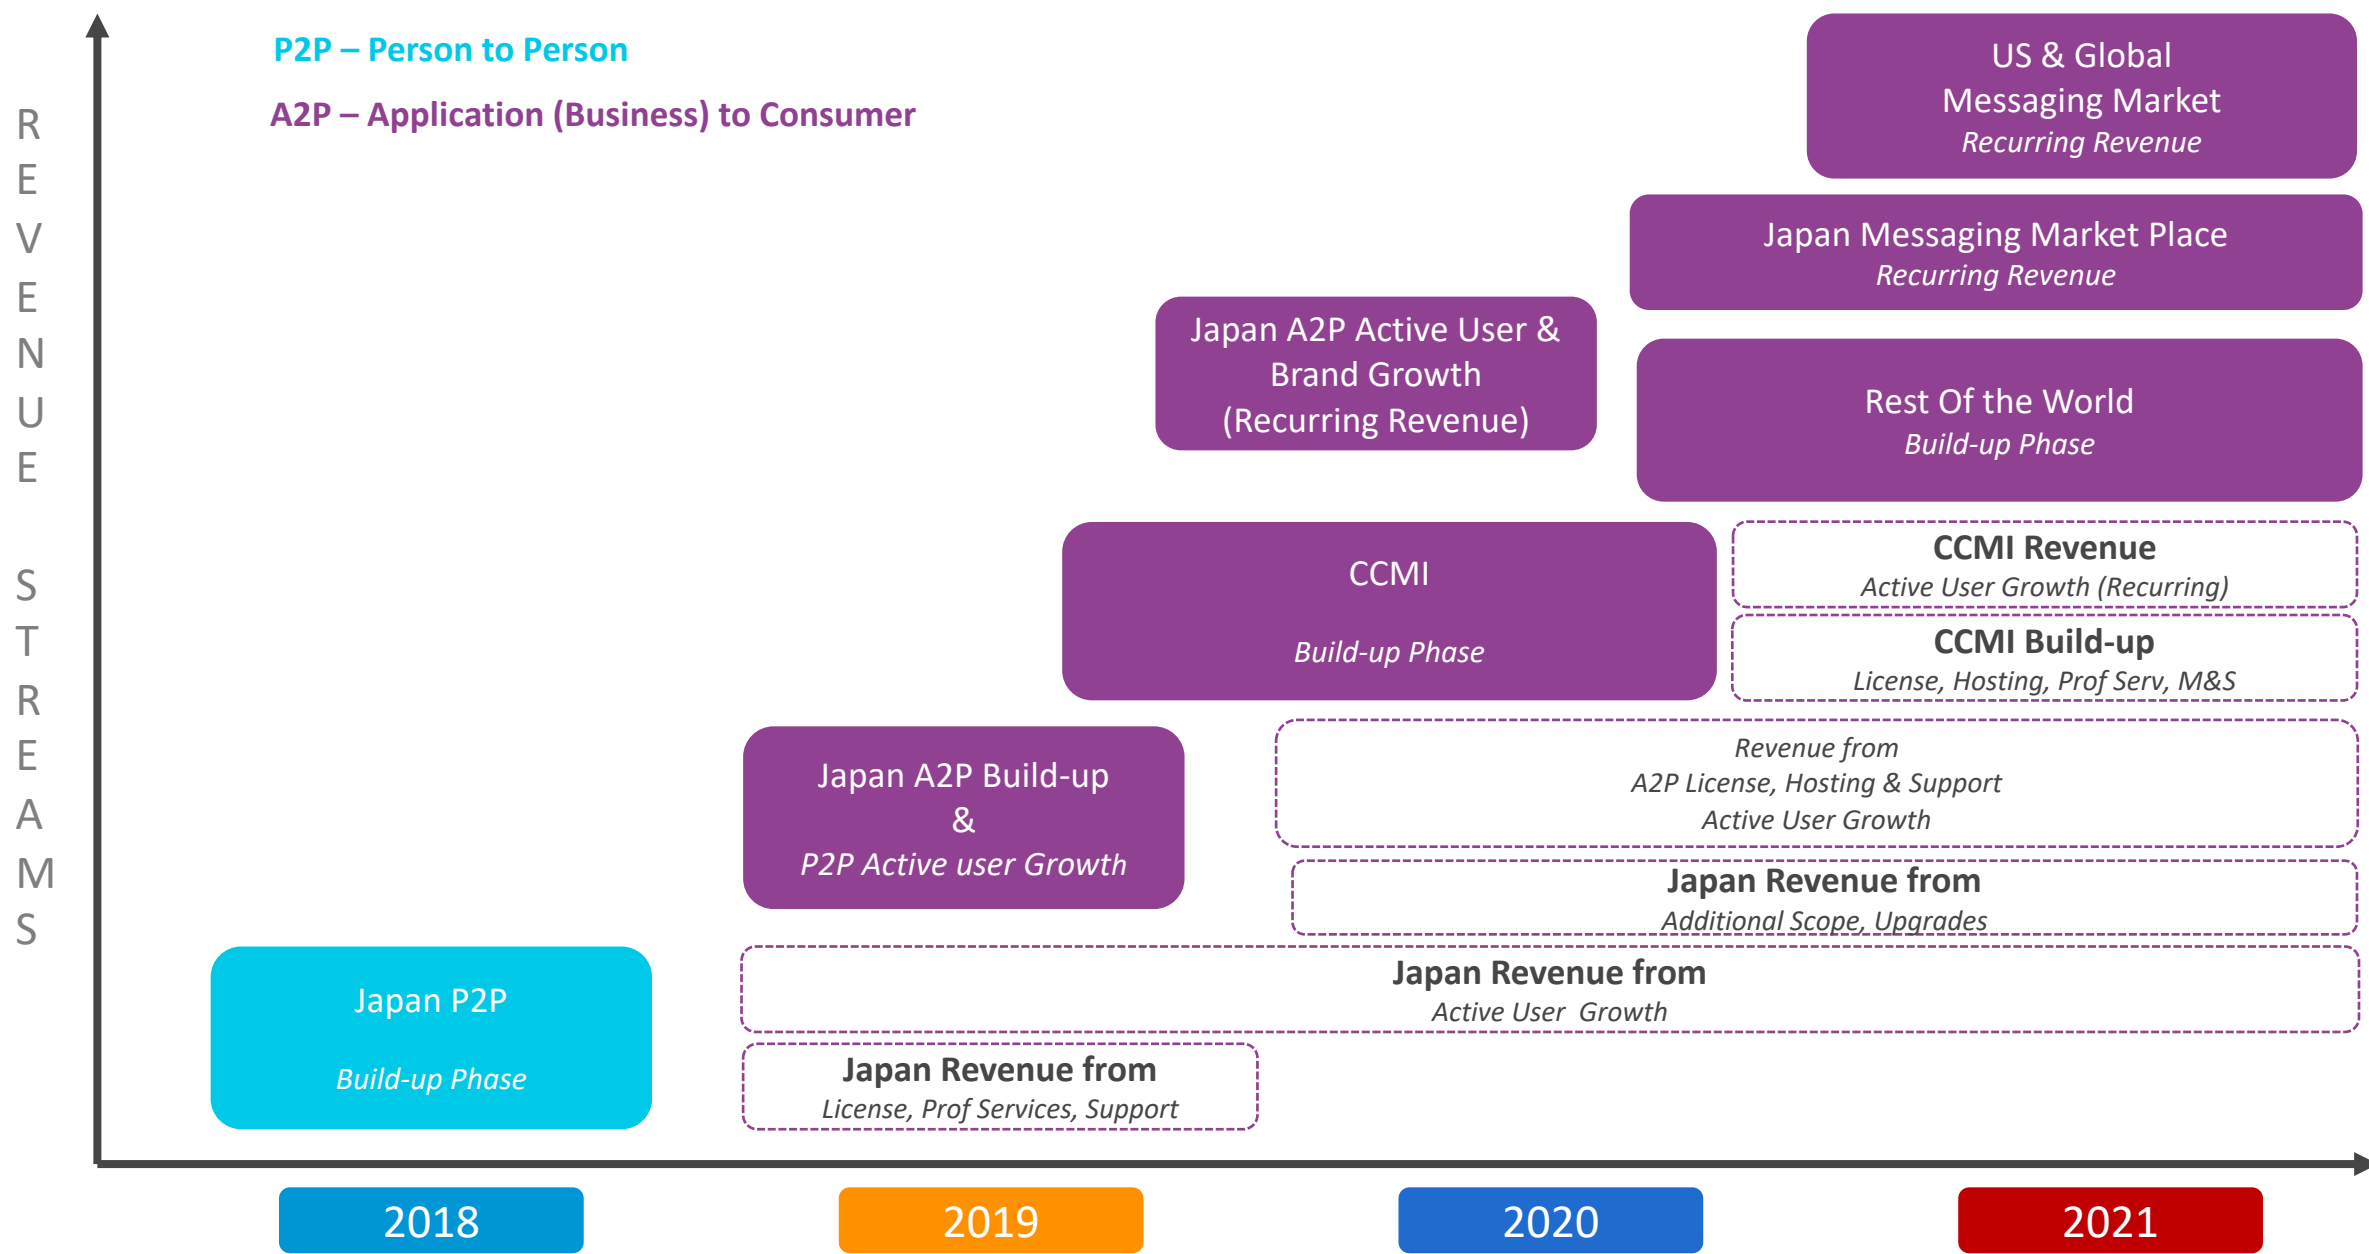 P2P – Person to Person
A2P – Application (Business) to Consumer
REVENUE STREAMS
US & Global
Messaging Market
Recurring Revenue
Japan Messaging Market Place
Recurring Revenue
Japan A2P Active User &
Brand Growth
(Recurring Revenue)
Rest Of the World
Build-up Phase
CCMI
Build-up Phase
CCMI Revenue
Active User Growth (Recurring)
CCMI Build-up
License, Hosting, Prof Serv, M&S
Japan A2P Build-up
&
P2P Active user Growth
Revenue from
A2P License, Hosting & Support
Active User Growth
Japan Revenue from
Additional Scope, Upgrades
Japan P2P
Build-up Phase
Japan Revenue from
Active User  Growth
Japan Revenue from
License, Prof Services, Support
2018
2019
2020
2021